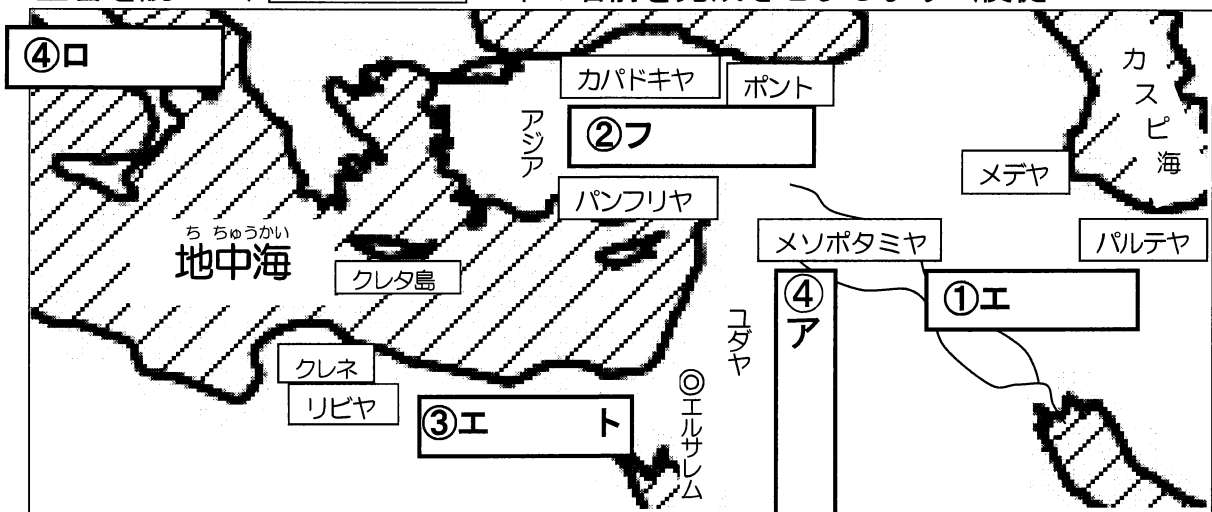 ④ロ
カパドキヤ
ポント
カスピ海
アジア
②フ
メデヤ
パンフリヤ
ち ちゅうかい
地中海
メソポタミヤ
パルテヤ
クレタ島
④ア
①エ
ユダヤ
クレネ
リビヤ
③エ ト
◎エルサレム